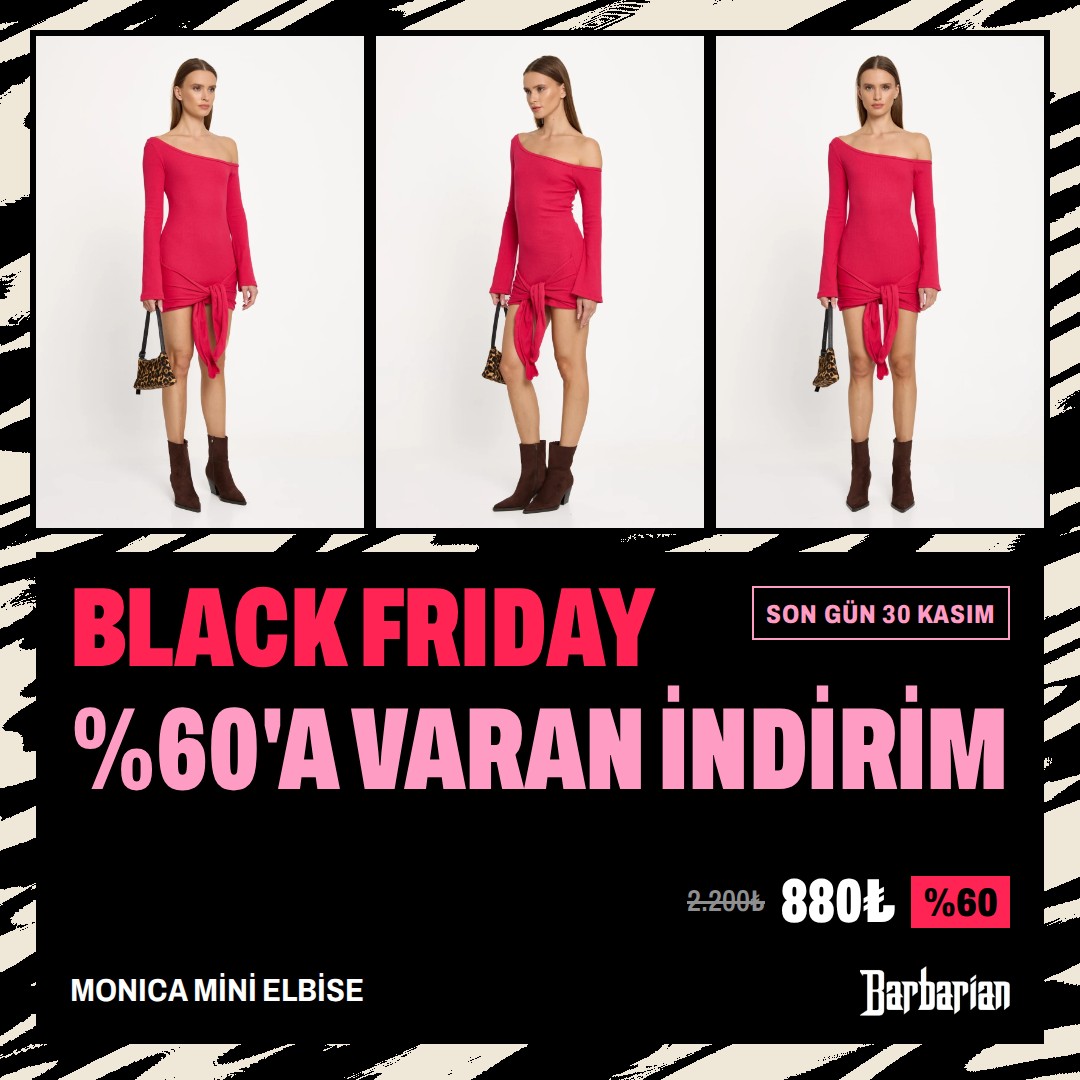 BLACK FRIDAY
SON GÜN 30 KASIM
%60'A VARAN İNDİRİM
2.200₺ 880₺ %60
MONICA MİNİ ELBİSE
Barbarian